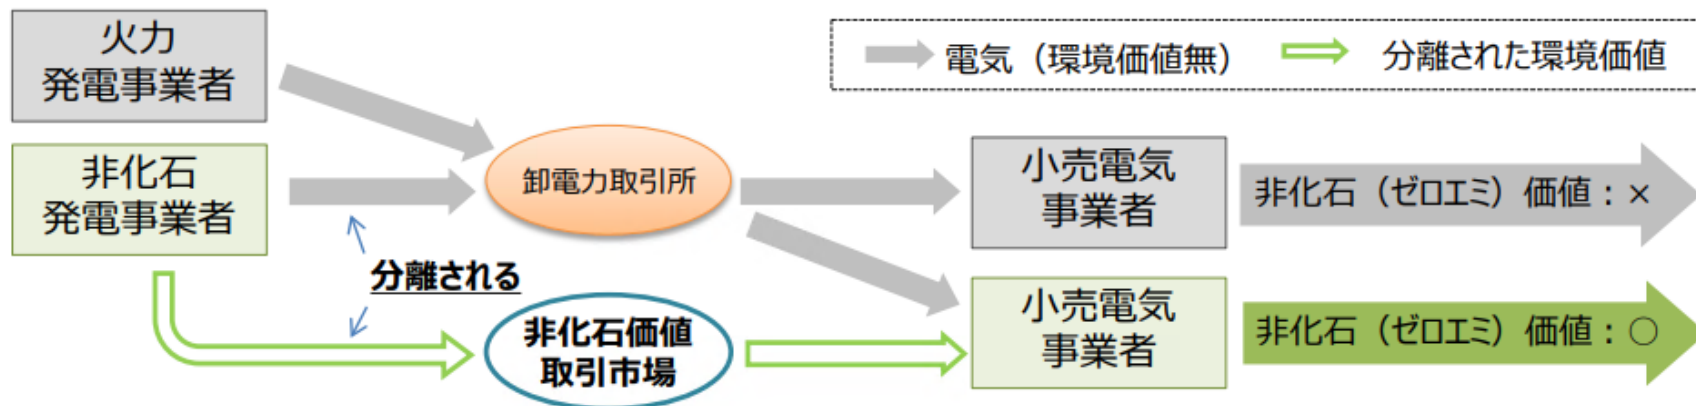 火力
発電事業者
電気（環境価値無）
分離された環境価値
非化石
発電事業者
卸電力取引所
小売電気
事業者
非化石（ゼロエミ）価値：×
分離される
非化石価値
取引市場
小売電気
事業者
非化石（ゼロエミ）価値：○